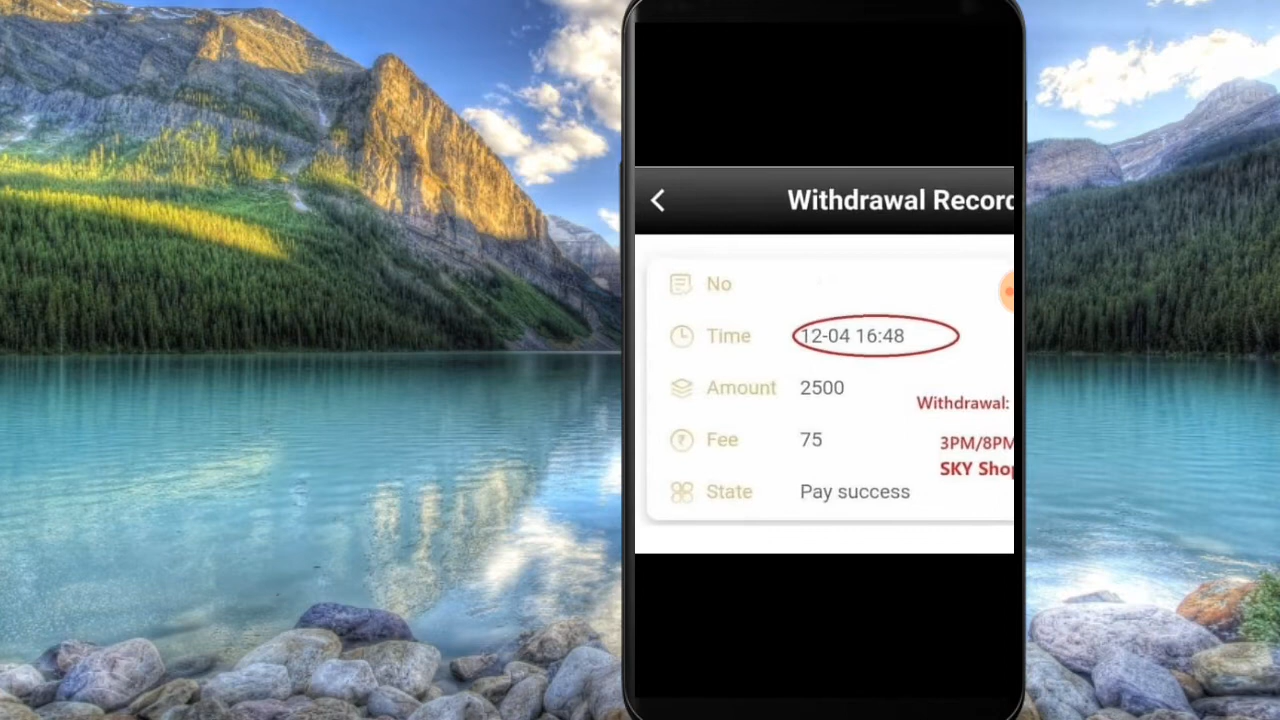 Withdrawal Record
No
Time 12-04 16:48
Amount 2500
Withdrawal:
Fee 75
3PM/8PM
SKY Shop
State Pay success